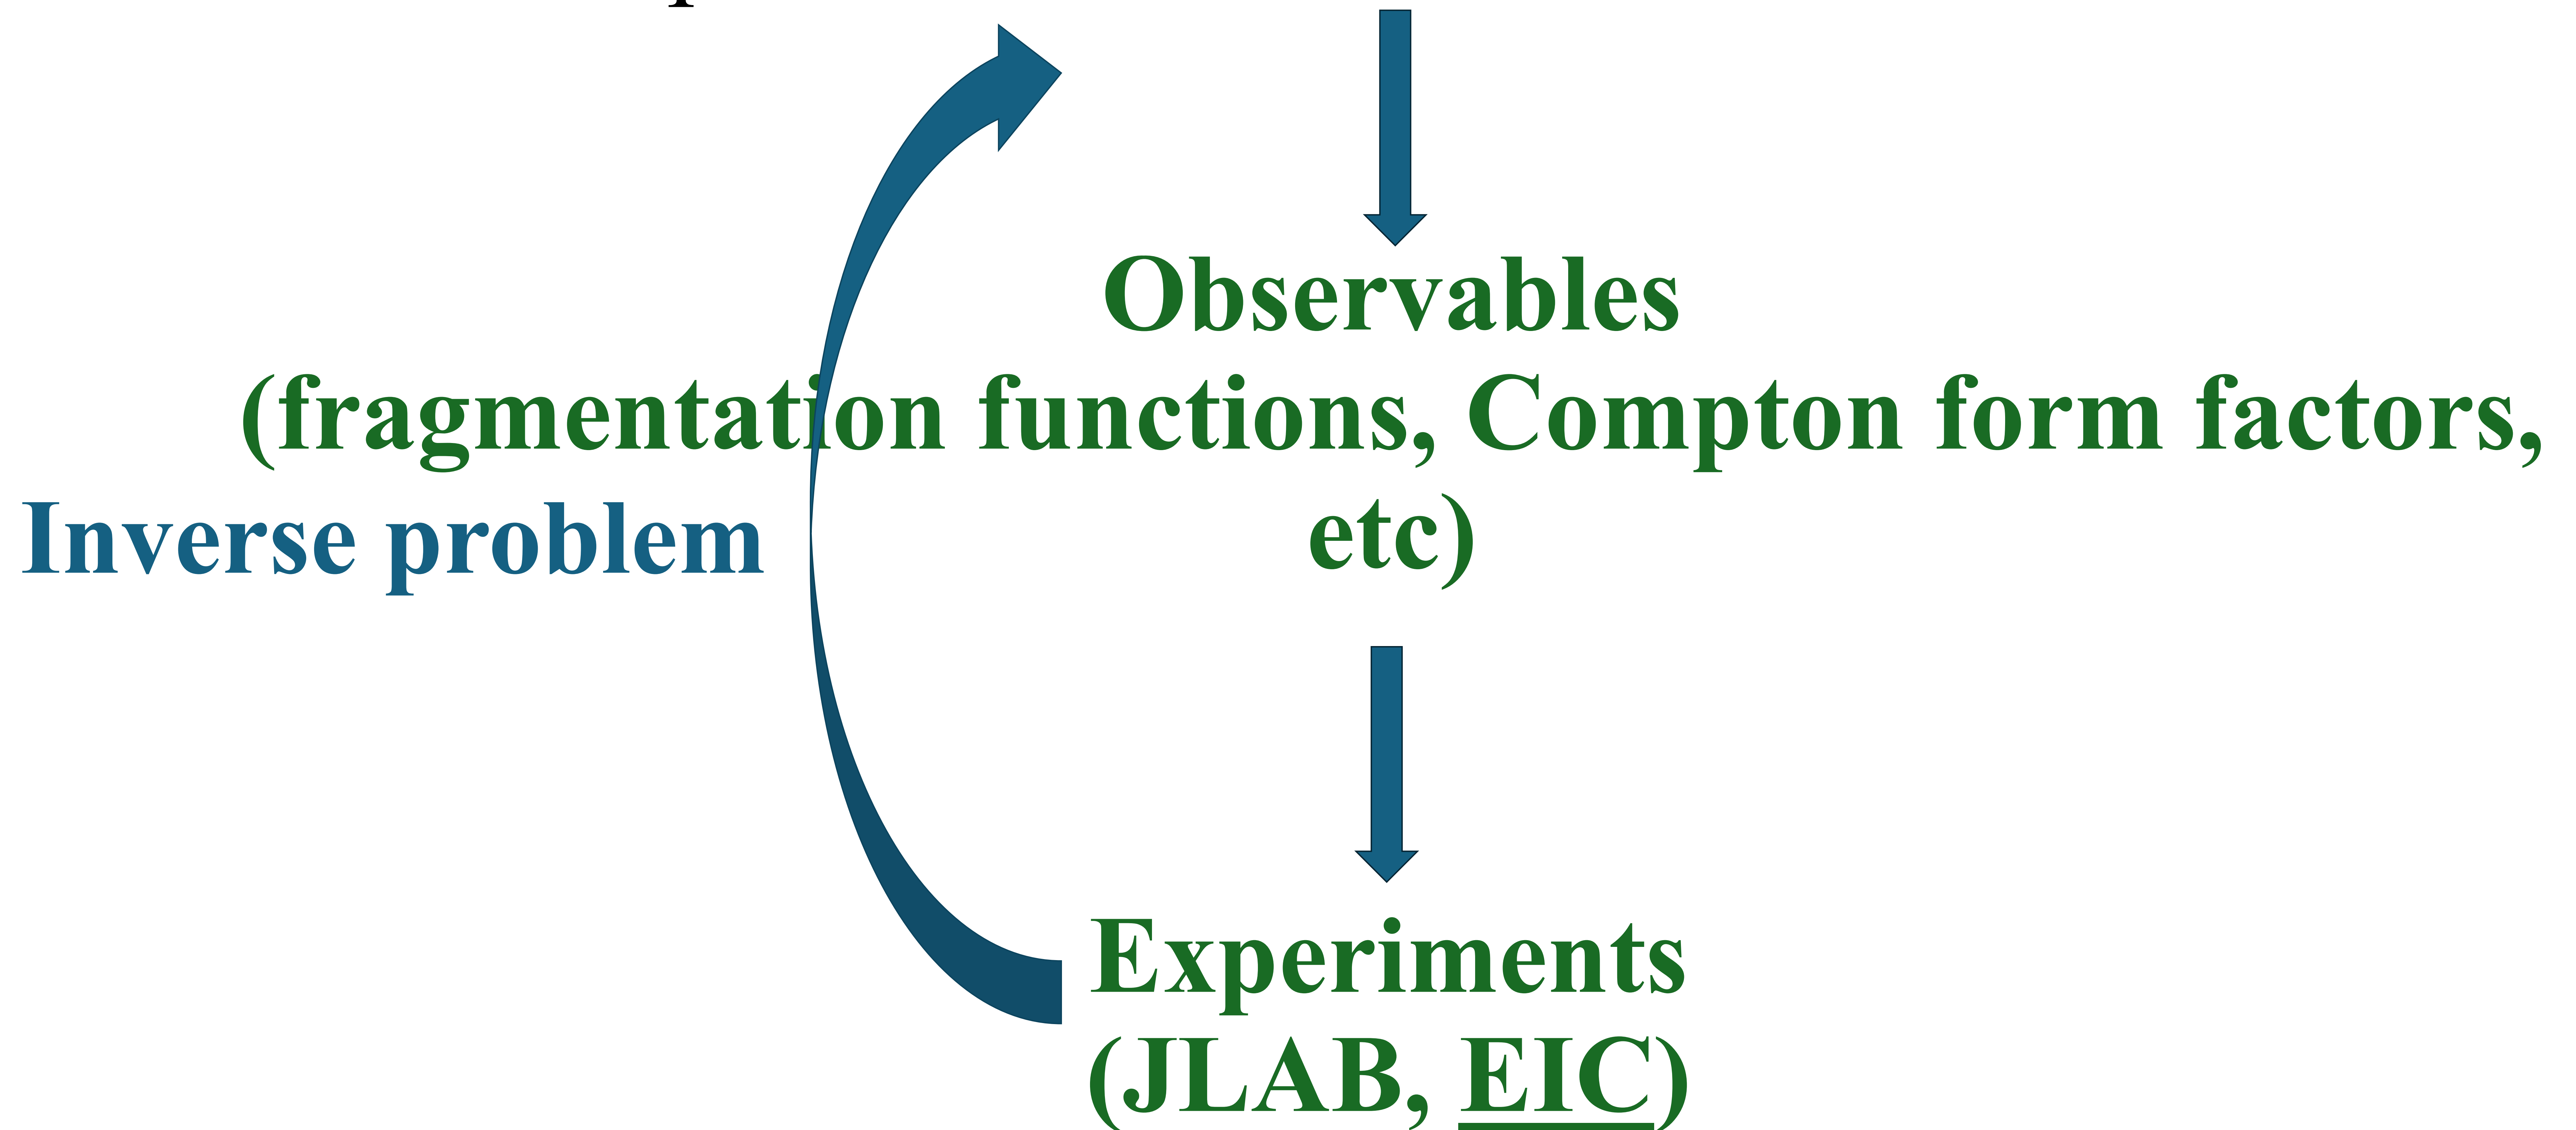 Observables
(fragmentation functions, Compton form factors,
etc)
Inverse problem
Experiments
(JLAB, EIC)